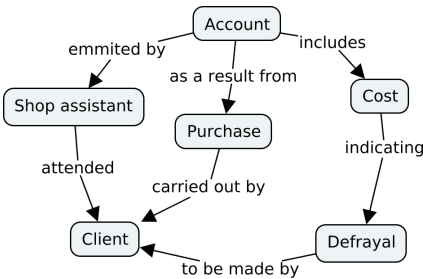 Account
emmited by
includes
as a result from
Shop assistant
Cost
Purchase
indicating
attended
carried out by
Client
Defrayal
to be made by